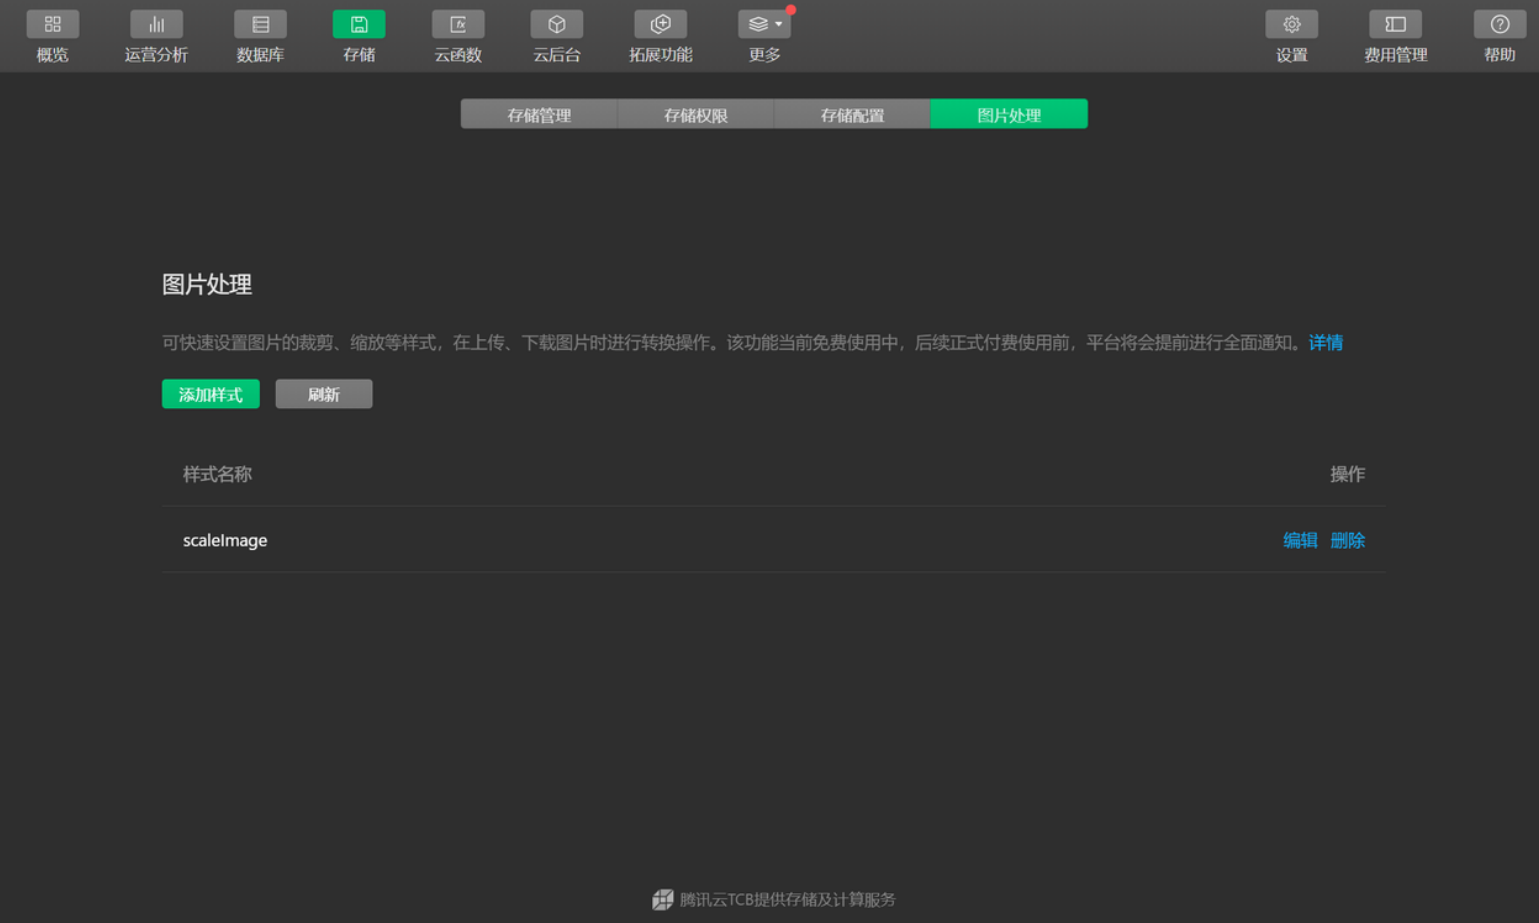 概览 运营分析 数据库 存储 云函数 云后台 拓展功能 更多 设置 费用管理 帮助
存储管理 存储权限 存储配置 图片处理
图片处理
可快速设置图片的裁剪、缩放等样式，在上传、下载图片时进行转换操作。该功能当前免费使用中，后续正式付费使用前，平台将会提前进行全面通知。详情
添加样式 刷新
样式名称 操作
scaleImage 编辑 删除
腾讯云TCB提供存储及计算服务